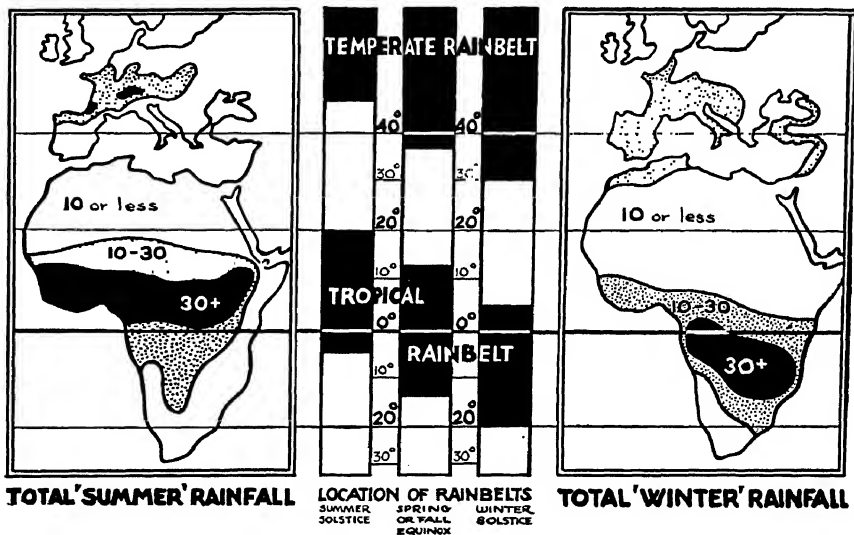 10 or less
10-30
30+
TOTAL 'SUMMER' RAINFALL
TEMPERATE RAINBELT
40° 40°
30° 30°
20° 20°
10° 10°
TROPICAL
0° 0°
RAINBELT
10° 10°
20° 20°
30° 30°
LOCATION OF RAINBELTS
SUMMER SOLSTICE
SPRING OR FALL EQUINOX
WINTER SOLSTICE
10 or less
10-30
30+
TOTAL 'WINTER' RAINFALL